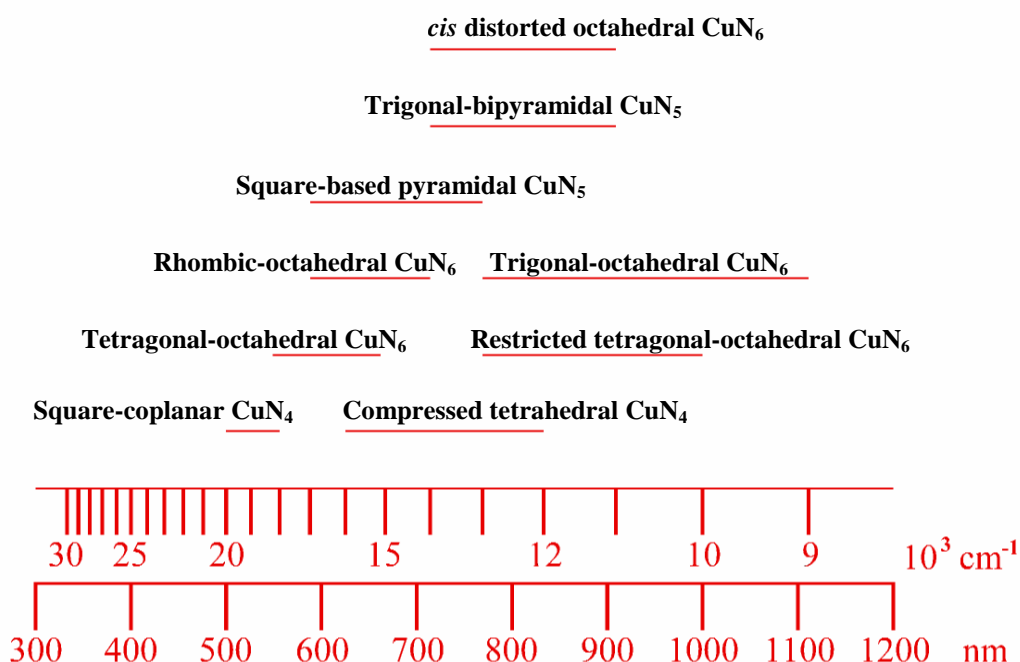 cis distorted octahedral CuN₆
Trigonal-bipyramidal CuN₅
Square-based pyramidal CuN₅
Rhombic-octahedral CuN₆ Trigonal-octahedral CuN₆
Tetragonal-octahedral CuN₆ Restricted tetragonal-octahedral CuN₆
Square-coplanar CuN₄ Compressed tetrahedral CuN₄
30 25 20 15 12 10 9 10³ cm⁻¹
300 400 500 600 700 800 900 1000 1100 1200 nm